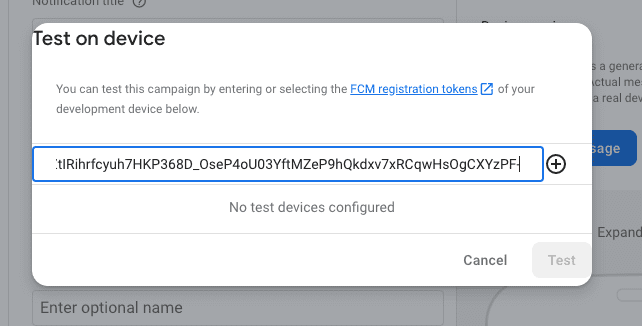 Notification title
Test on device
You can test this campaign by entering or selecting the FCM registration tokens of your
development device below.
tIRihrfcyuh7HKP368D_OseP4oU03YftMZeP9hQkdxv7xRCqwHsOgCXYzPF-
No test devices configured
Cancel
Test
s a genera
Actual me
a real devi
sage
Expand
Enter optional name